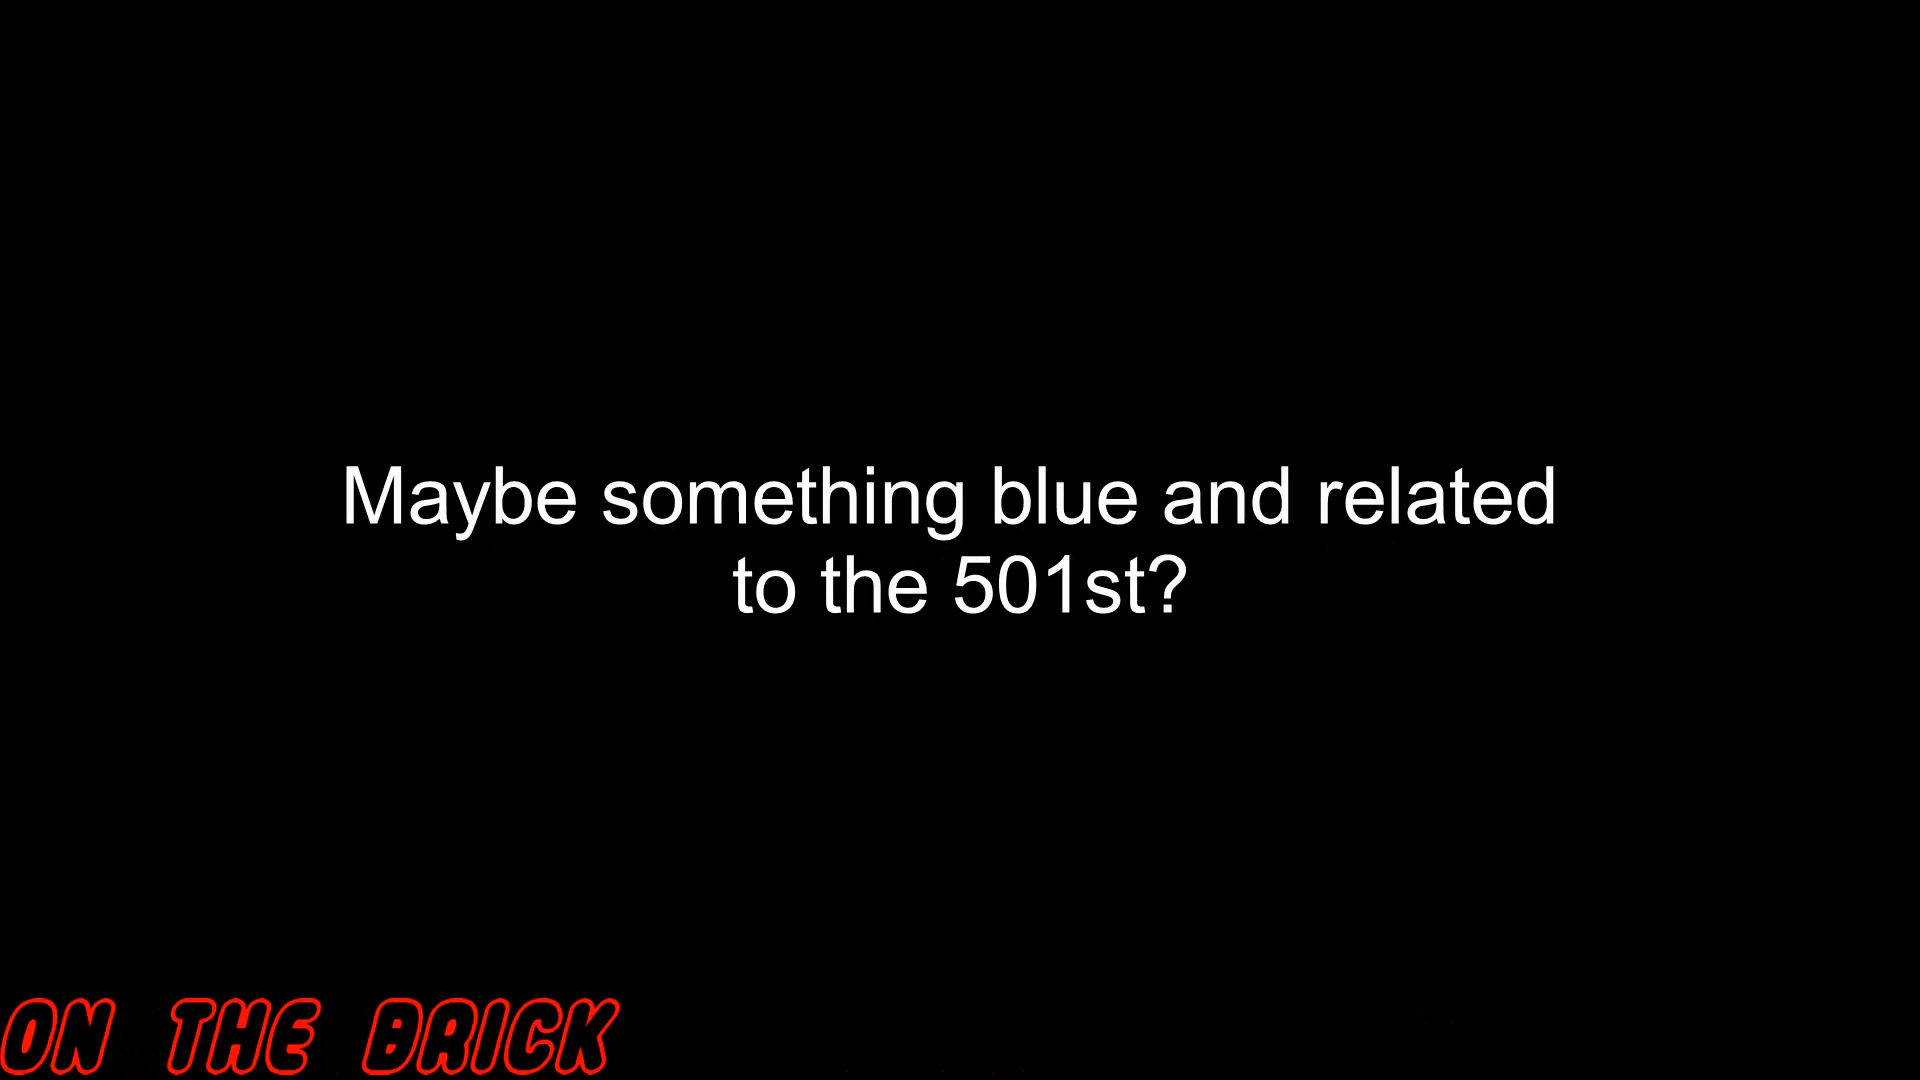 Maybe something blue and related
to the 501st?
ON THE BRICK